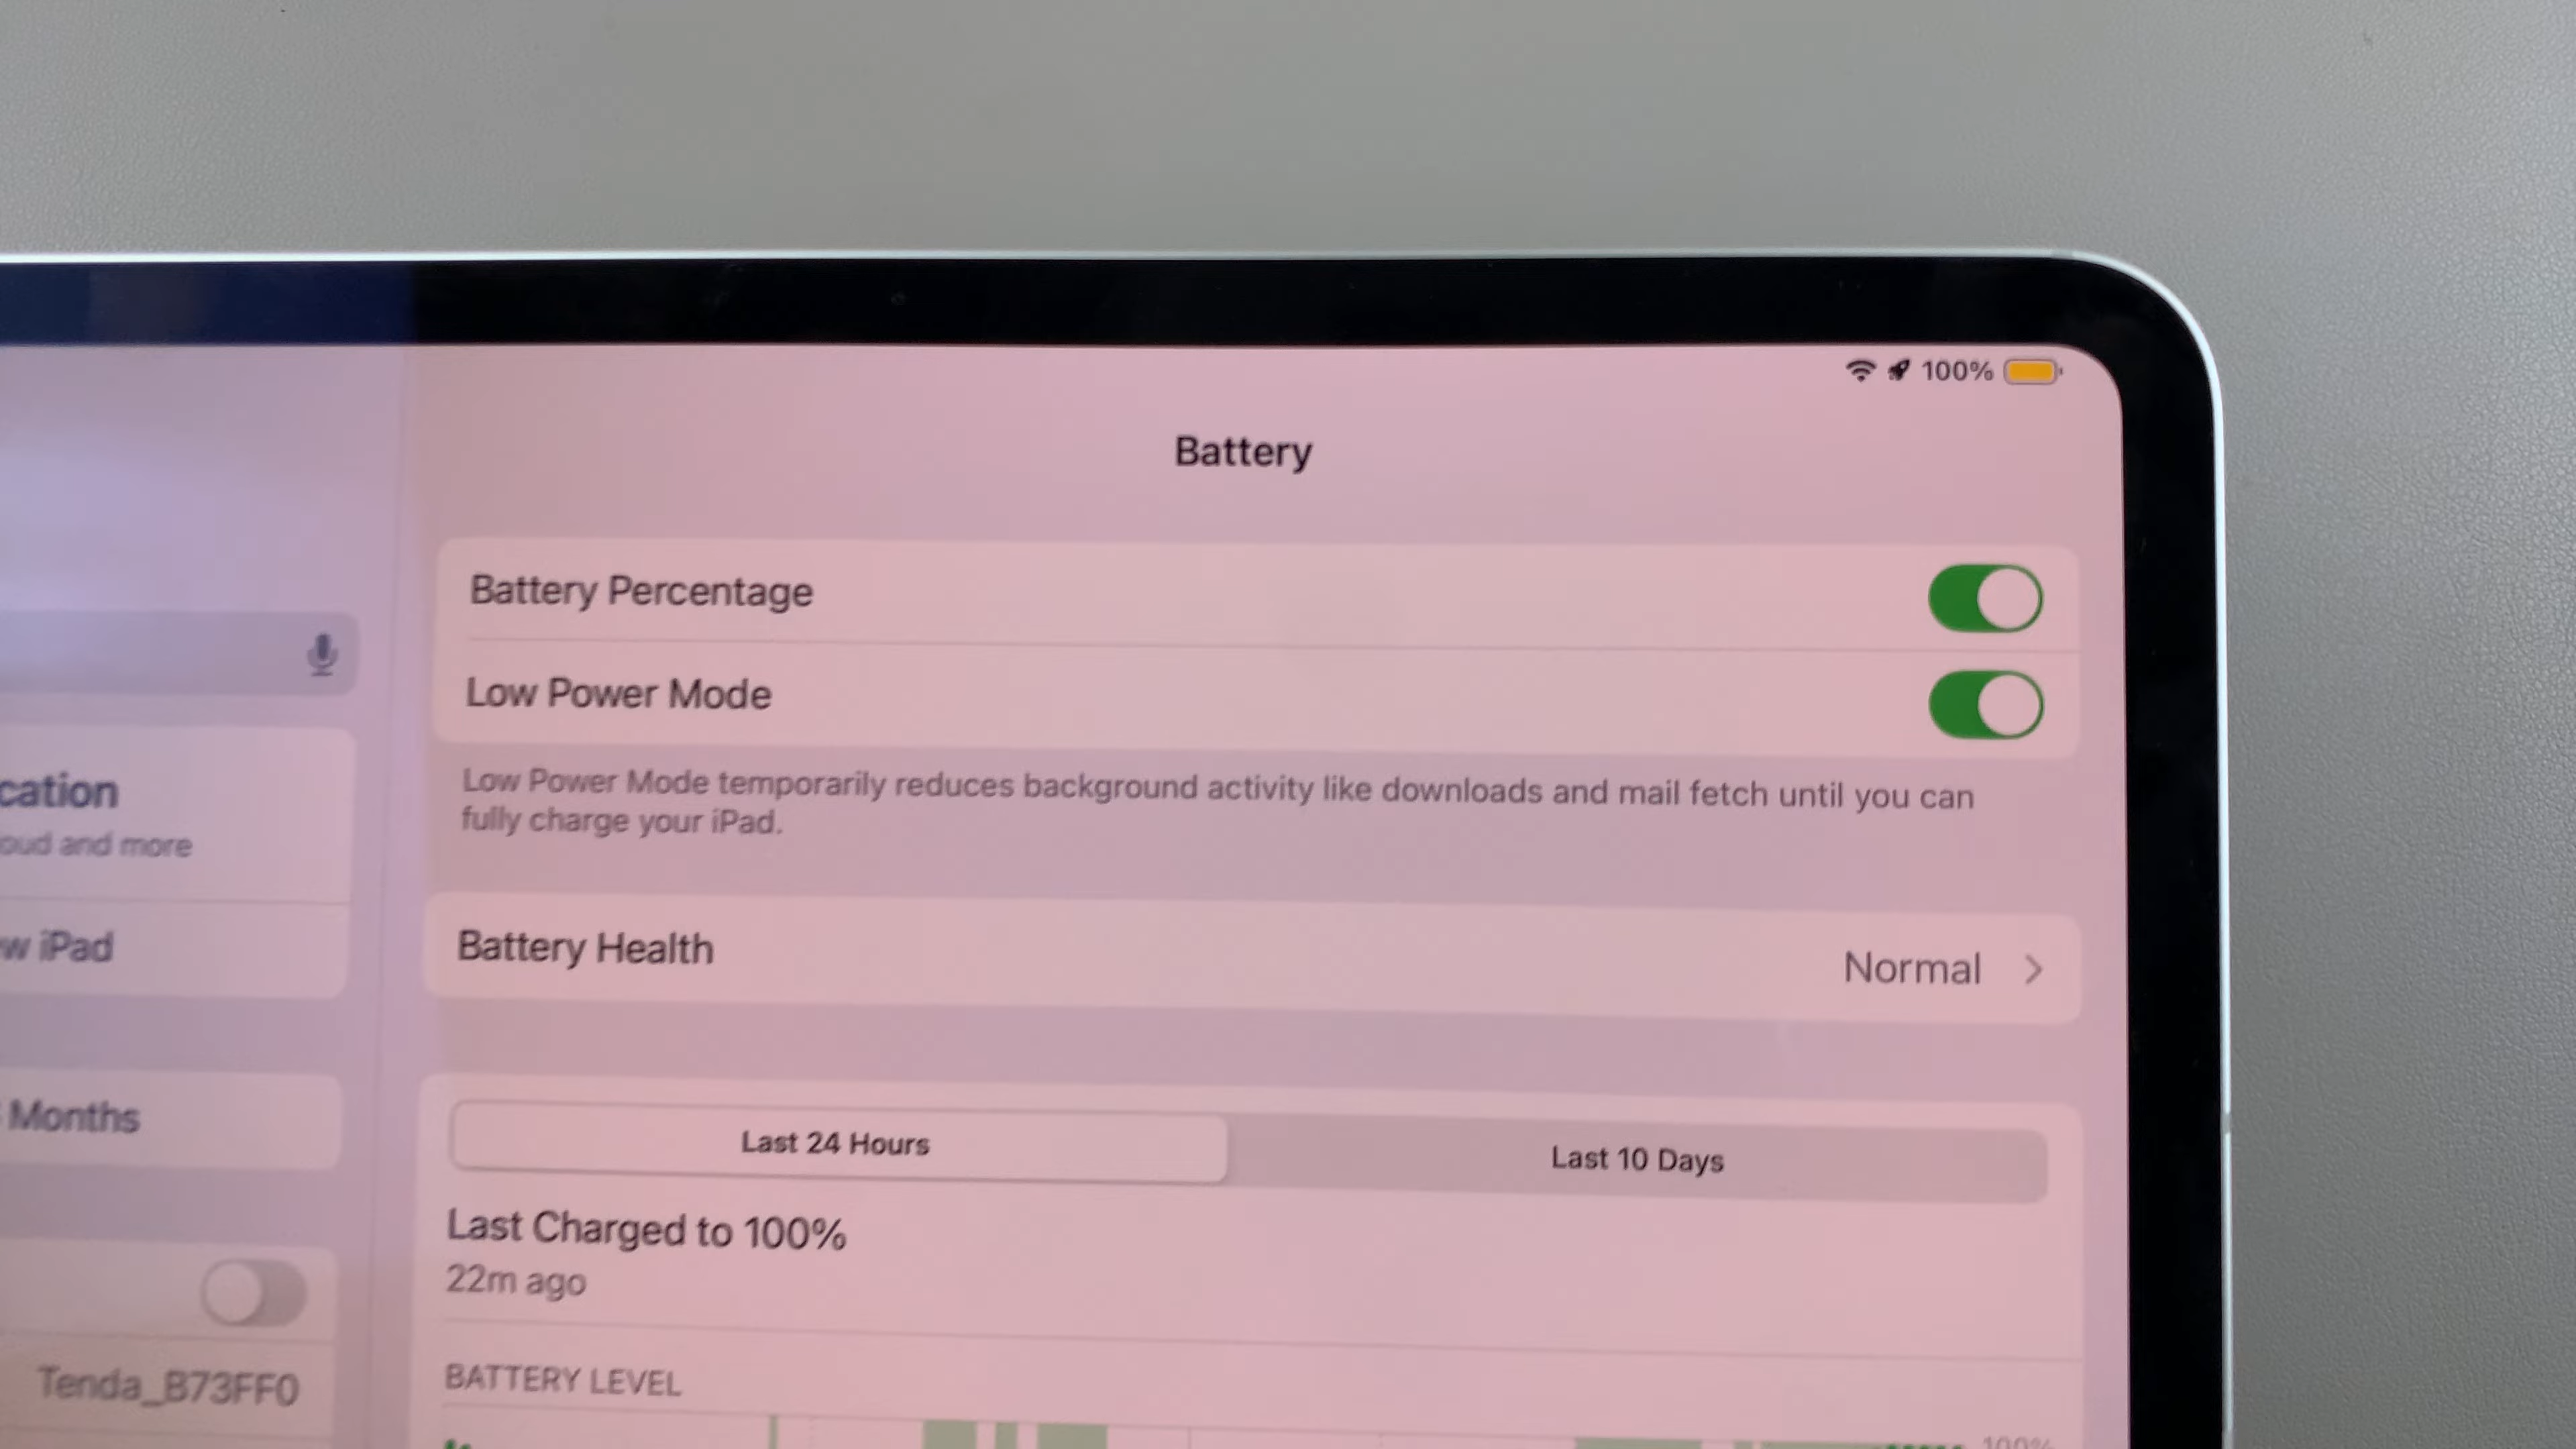 100%
Battery
Battery Percentage
Low Power Mode
Low Power Mode temporarily reduces background activity like downloads and mail fetch until you can
fully charge your iPad.
Battery Health
Normal
Last 24 Hours
Last 10 Days
Last Charged to 100%
22m ago
BATTERY LEVEL
100%
cation
oud and more
w iPad
Months
Tenda_B73FF0